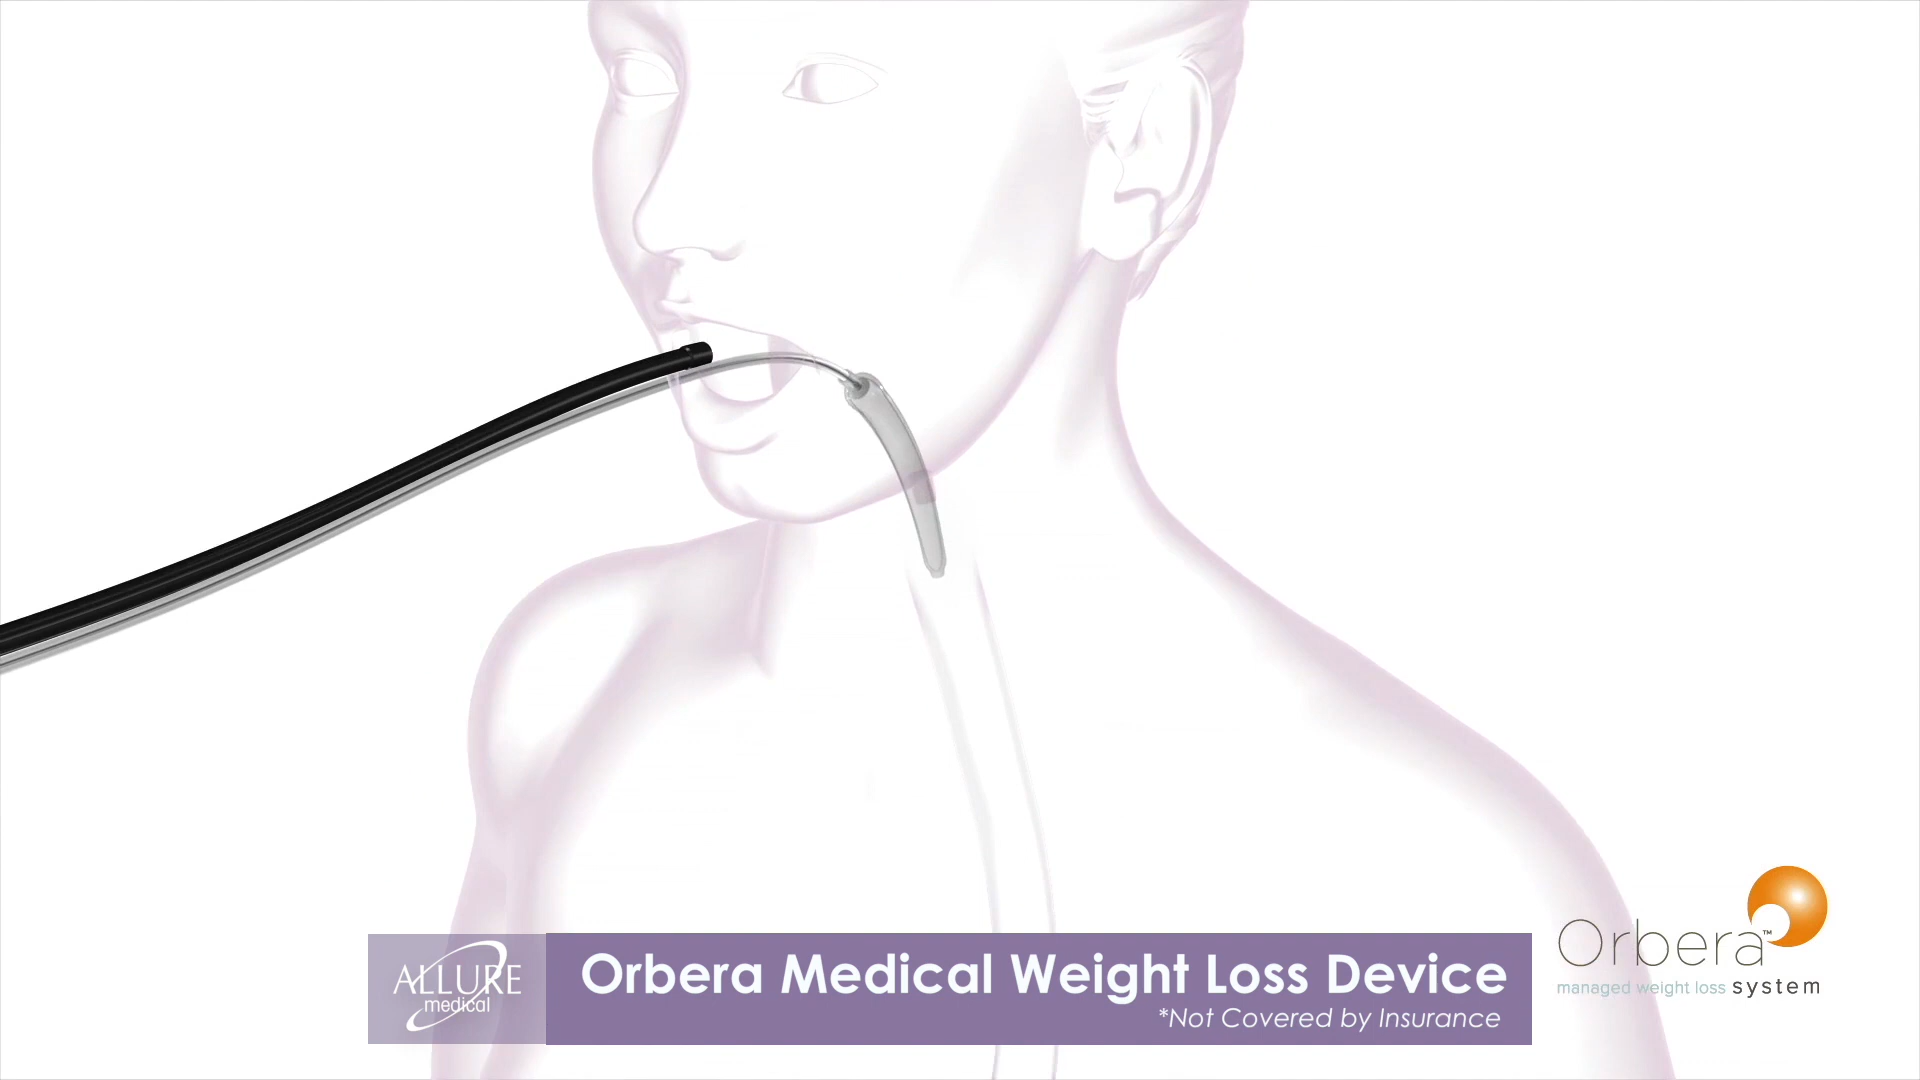 ALLURE
medical
Orbera Medical Weight Loss Device
*Not Covered by Insurance
Orbera™
managed weight loss system